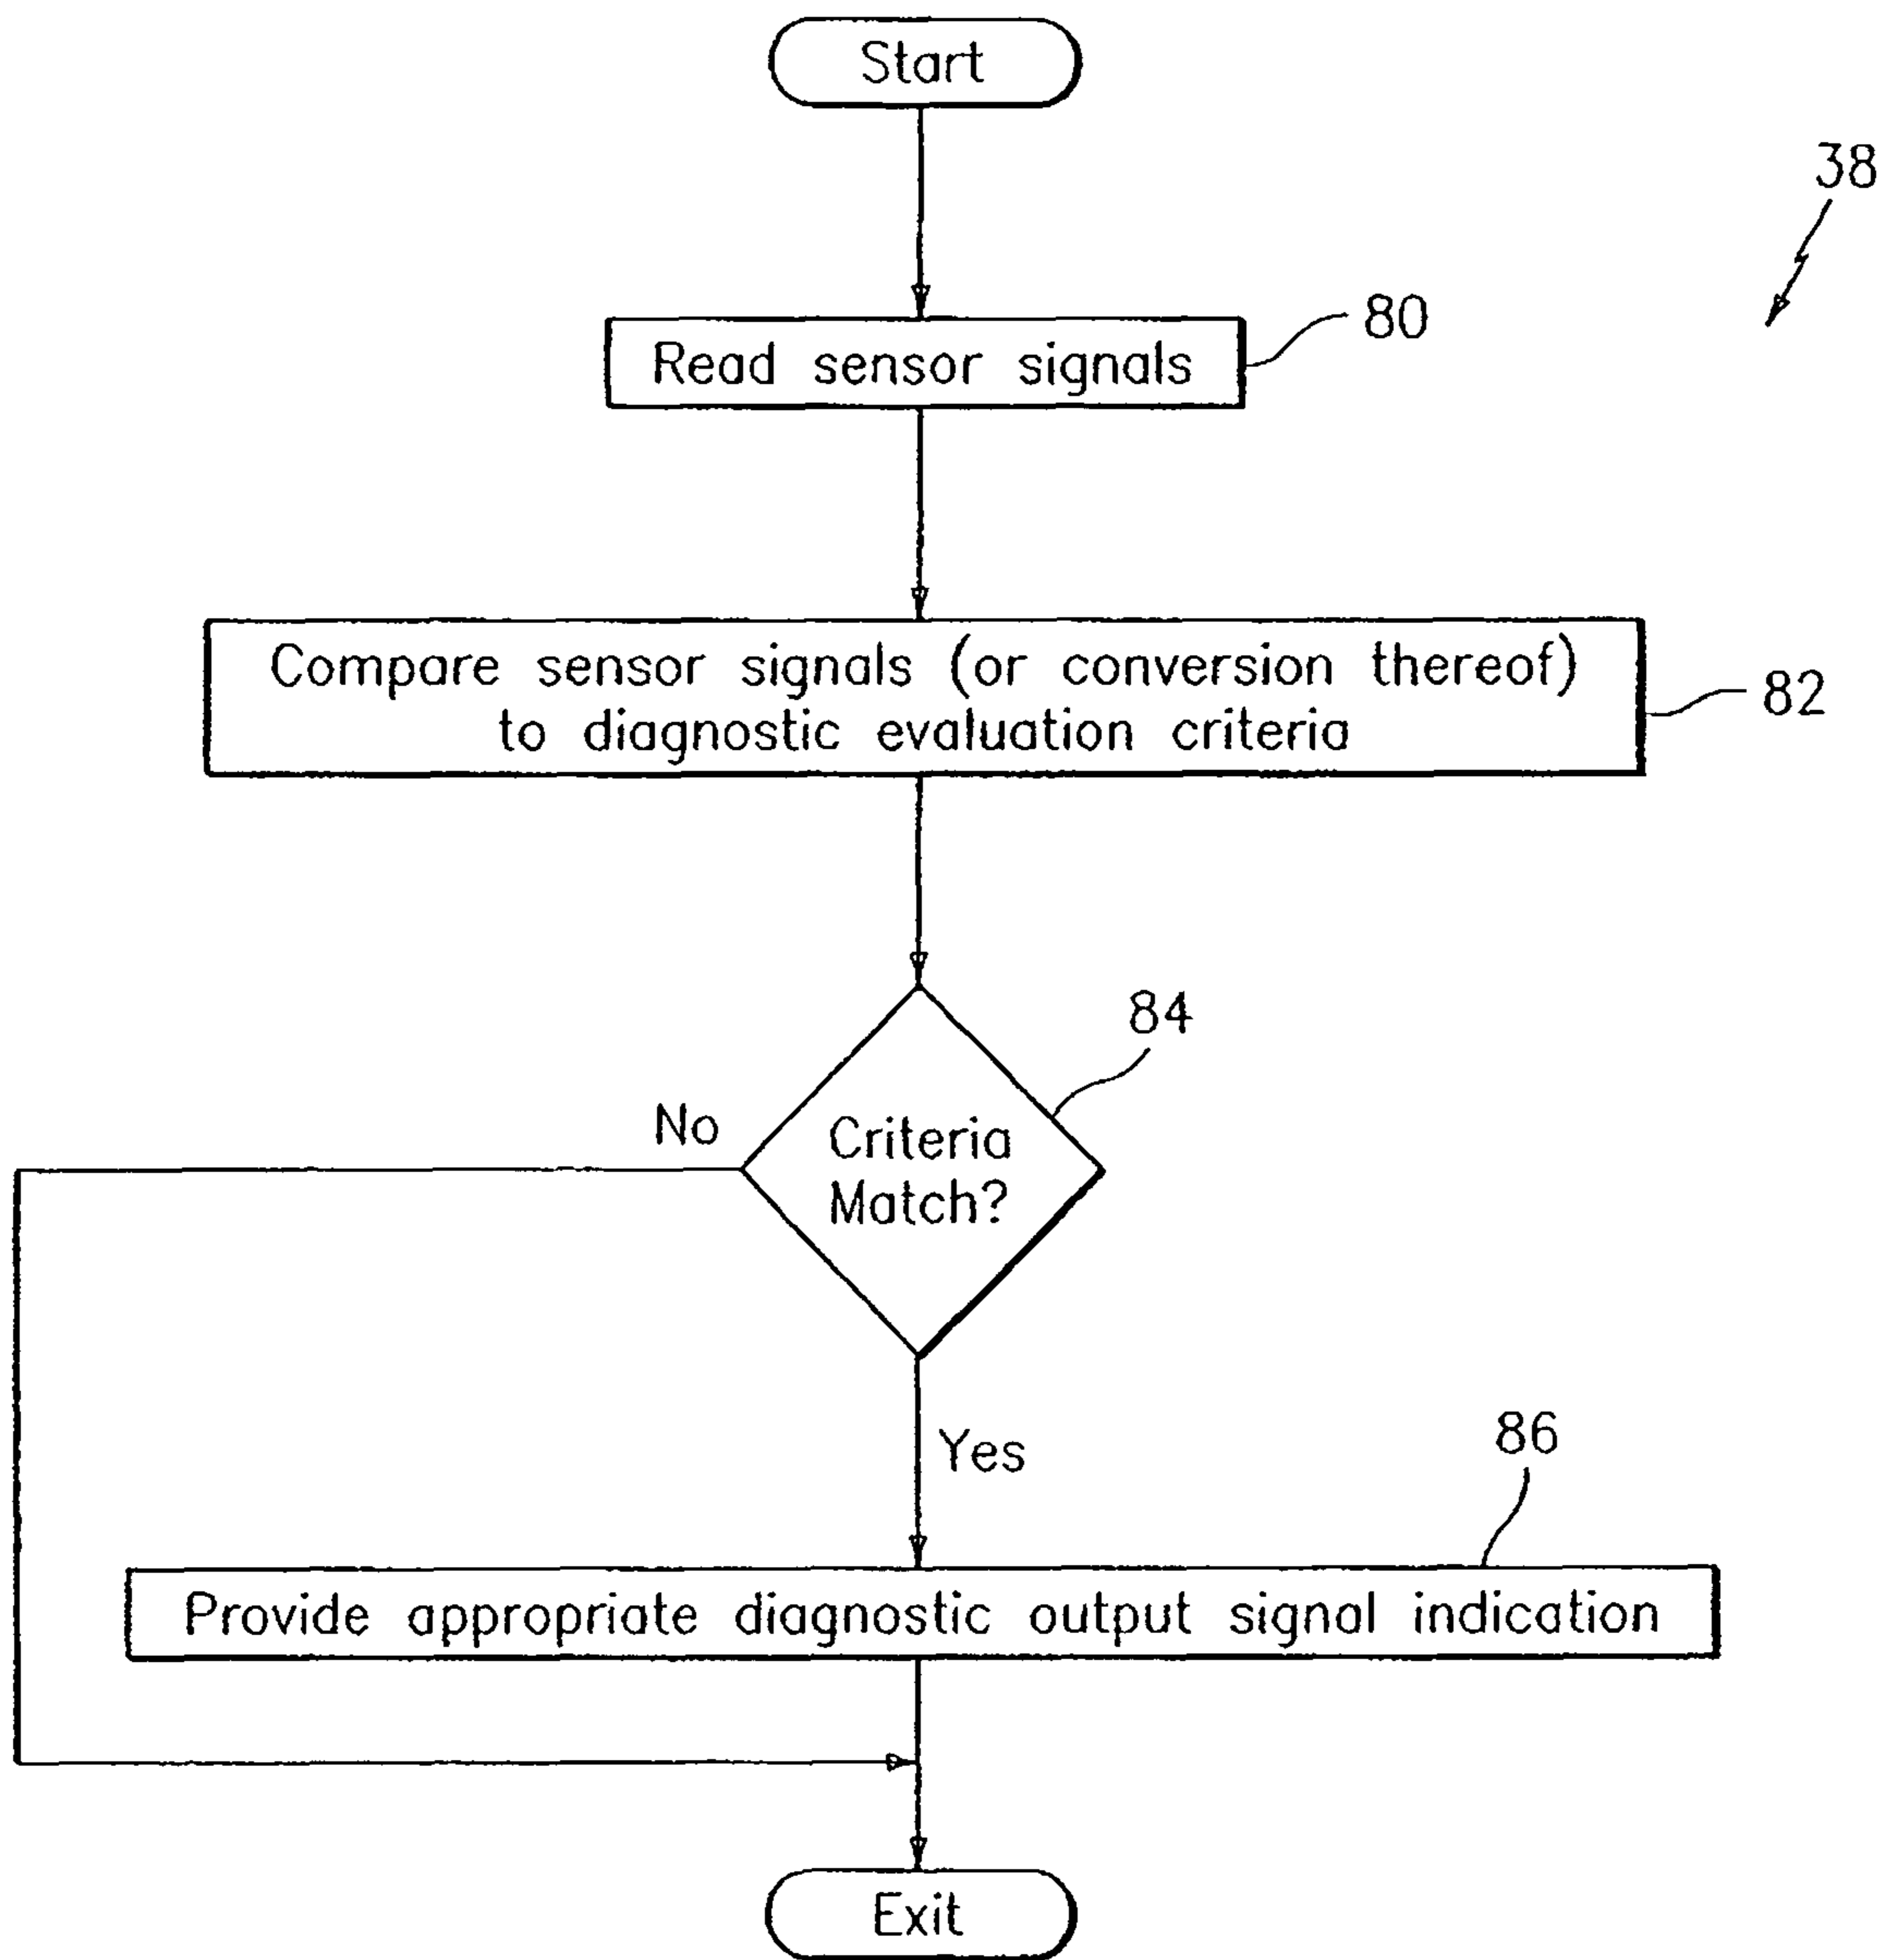 Start
38
Read sensor signals
80
Compare sensor signals (or conversion thereof)
to diagnostic evaluation criteria
82
84
No
Criteria
Match?
Yes
86
Provide appropriate diagnostic output signal indication
Exit